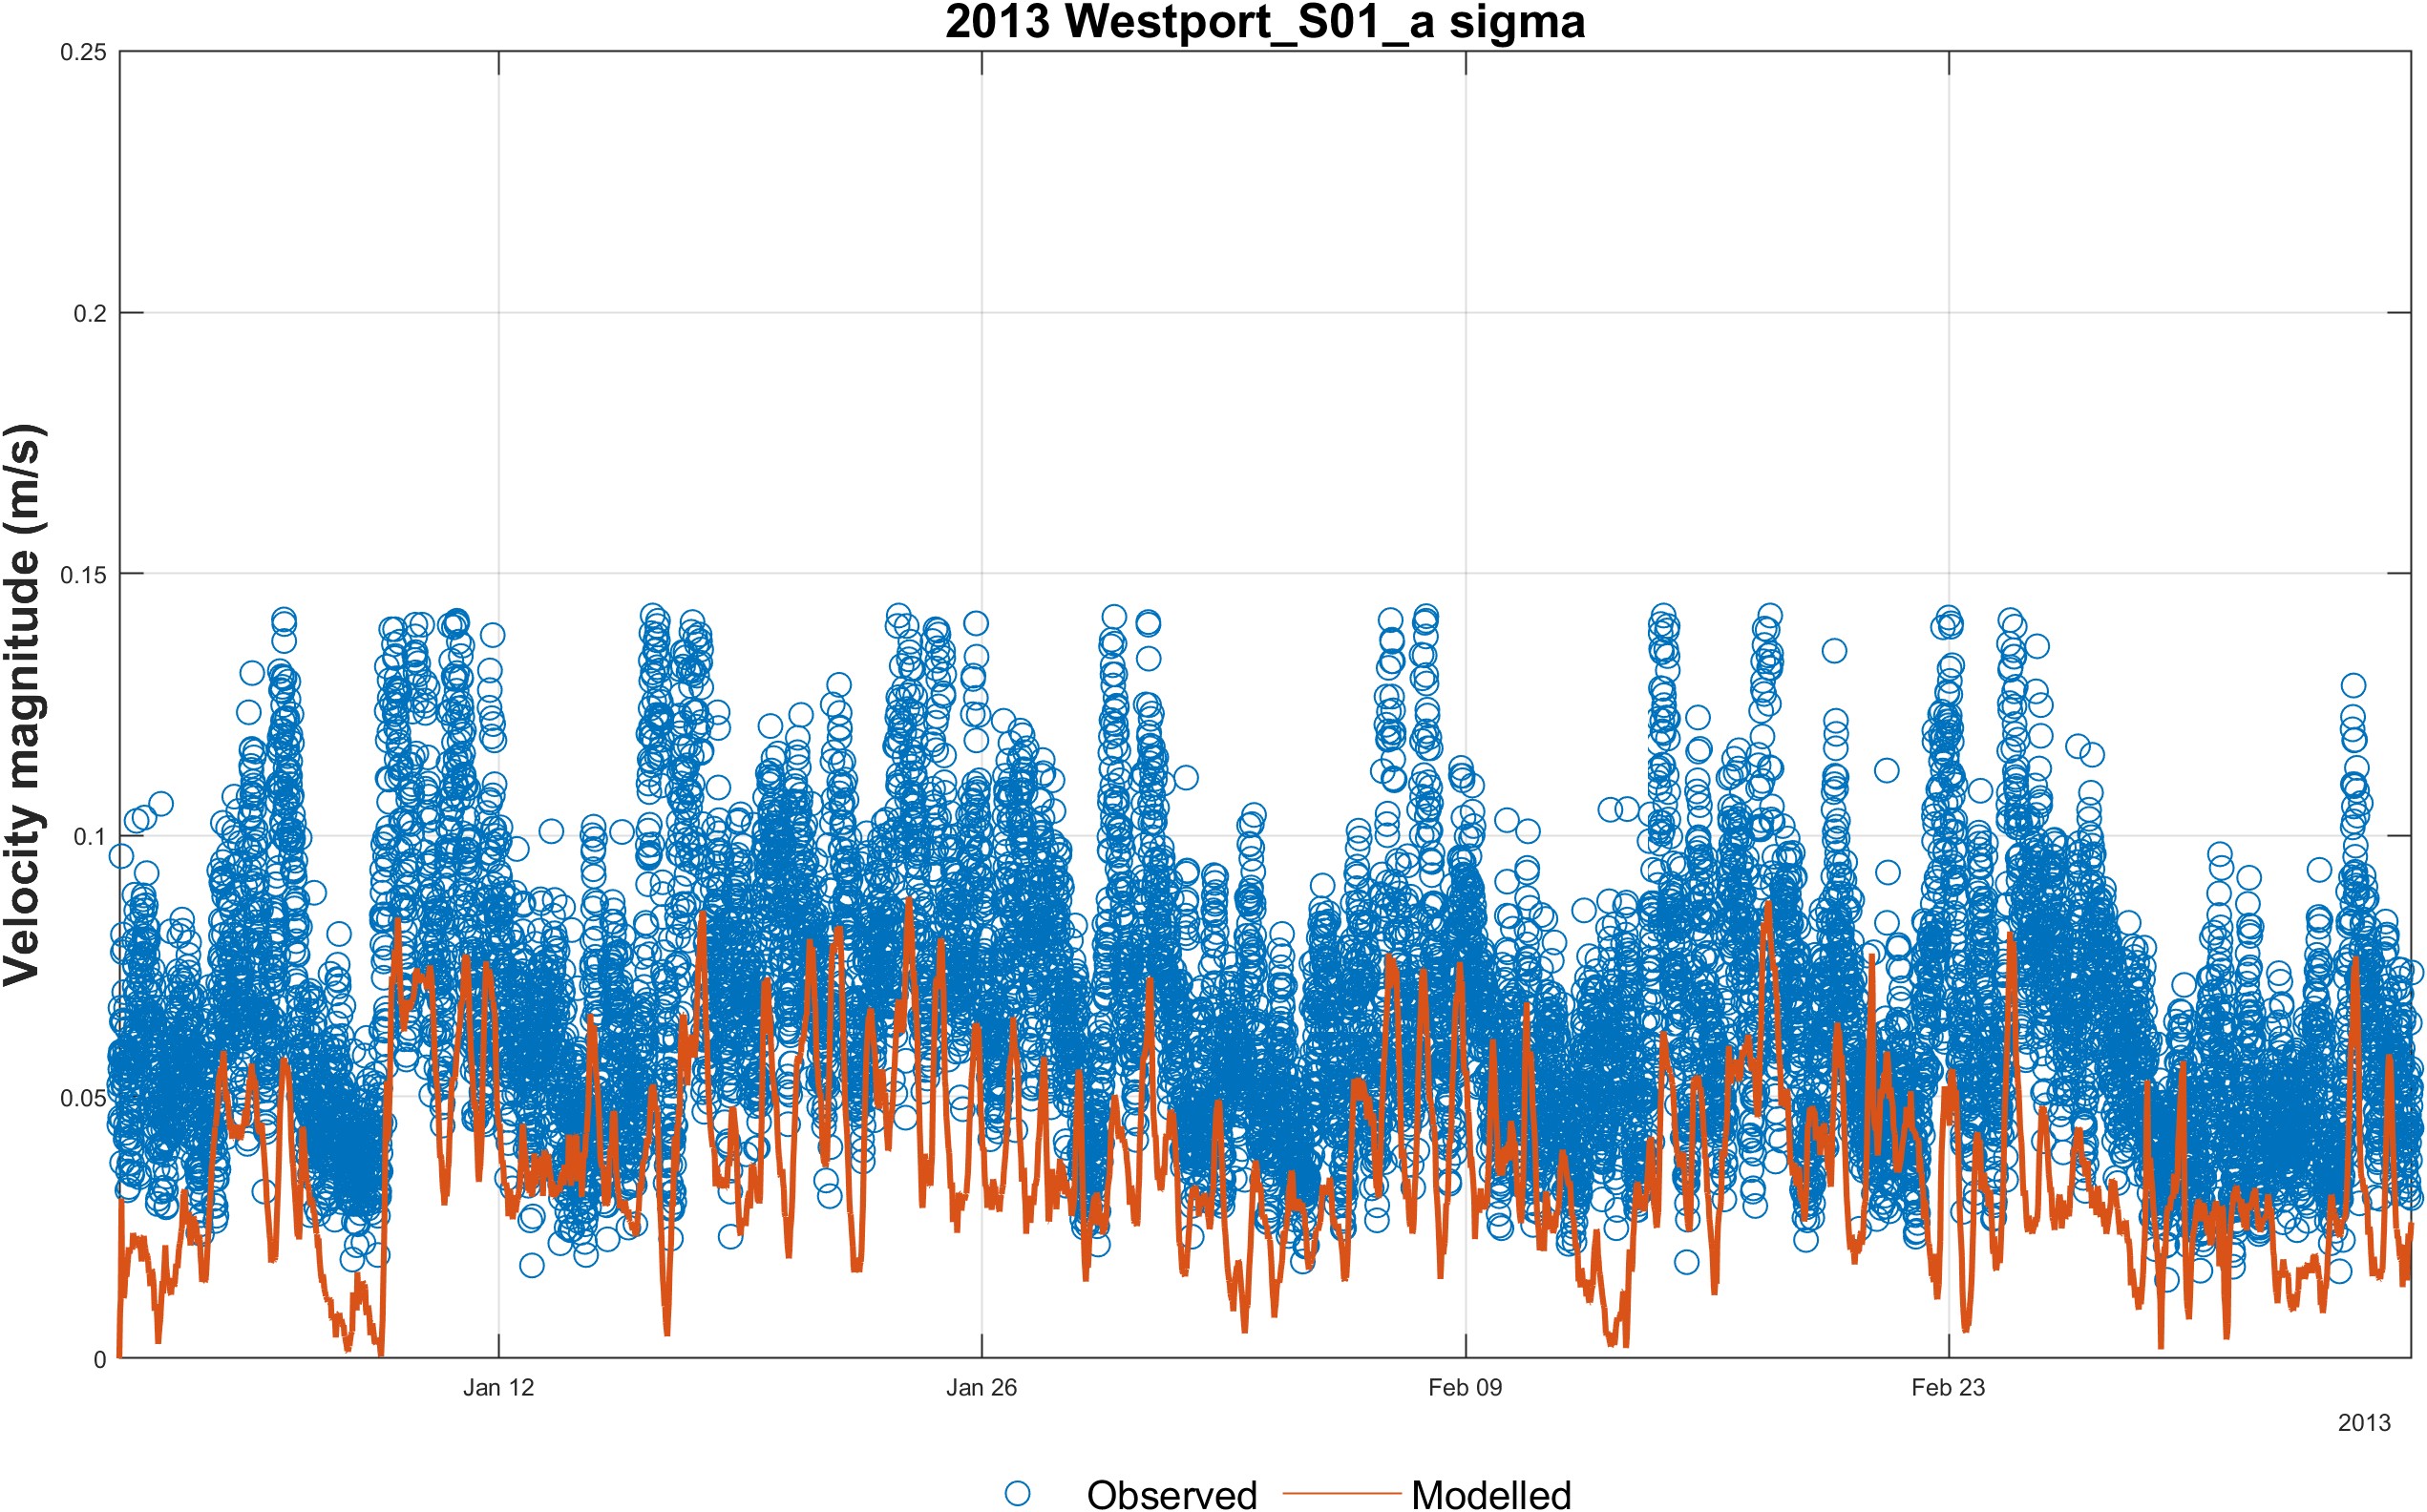 2013 Westport_S01_a sigma
Velocity magnitude (m/s)
0.25
0.2
0.15
0.1
0.05
0
Jan 12
Jan 26
Feb 09
Feb 23
2013
Observed
Modelled